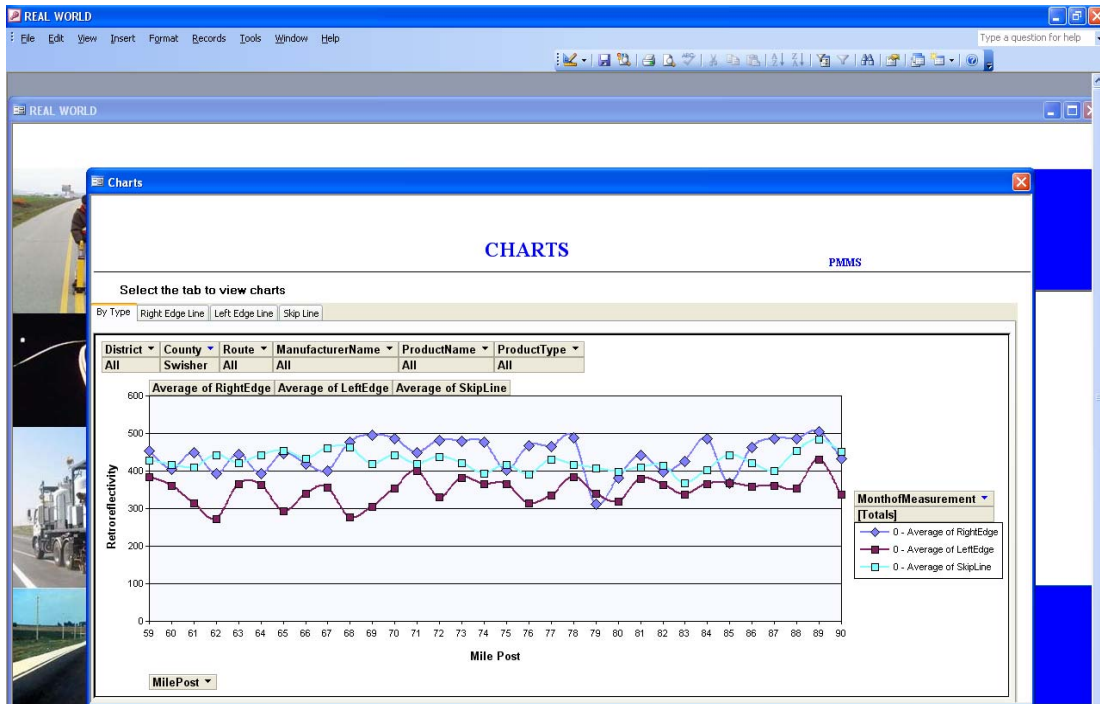 REAL WORLD
File Edit View Insert Format Records Tools Window Help
Type a question for help
REAL WORLD
Charts
CHARTS
PMMS
Select the tab to view charts
By Type Right Edge Line Left Edge Line Skip Line
District County Route ManufacturerName ProductName ProductType
All Swisher All All All All
Average of RightEdge Average of LeftEdge Average of SkipLine
600
500
400
300
200
100
0
Retroreflectivity
59 60 61 62 63 64 65 66 67 68 69 70 71 72 73 74 75 76 77 78 79 80 81 82 83 84 85 86 87 88 89 90
Mile Post
MilePost
MonthofMeasurement
[Totals]
0 - Average of RightEdge
0 - Average of LeftEdge
0 - Average of SkipLine